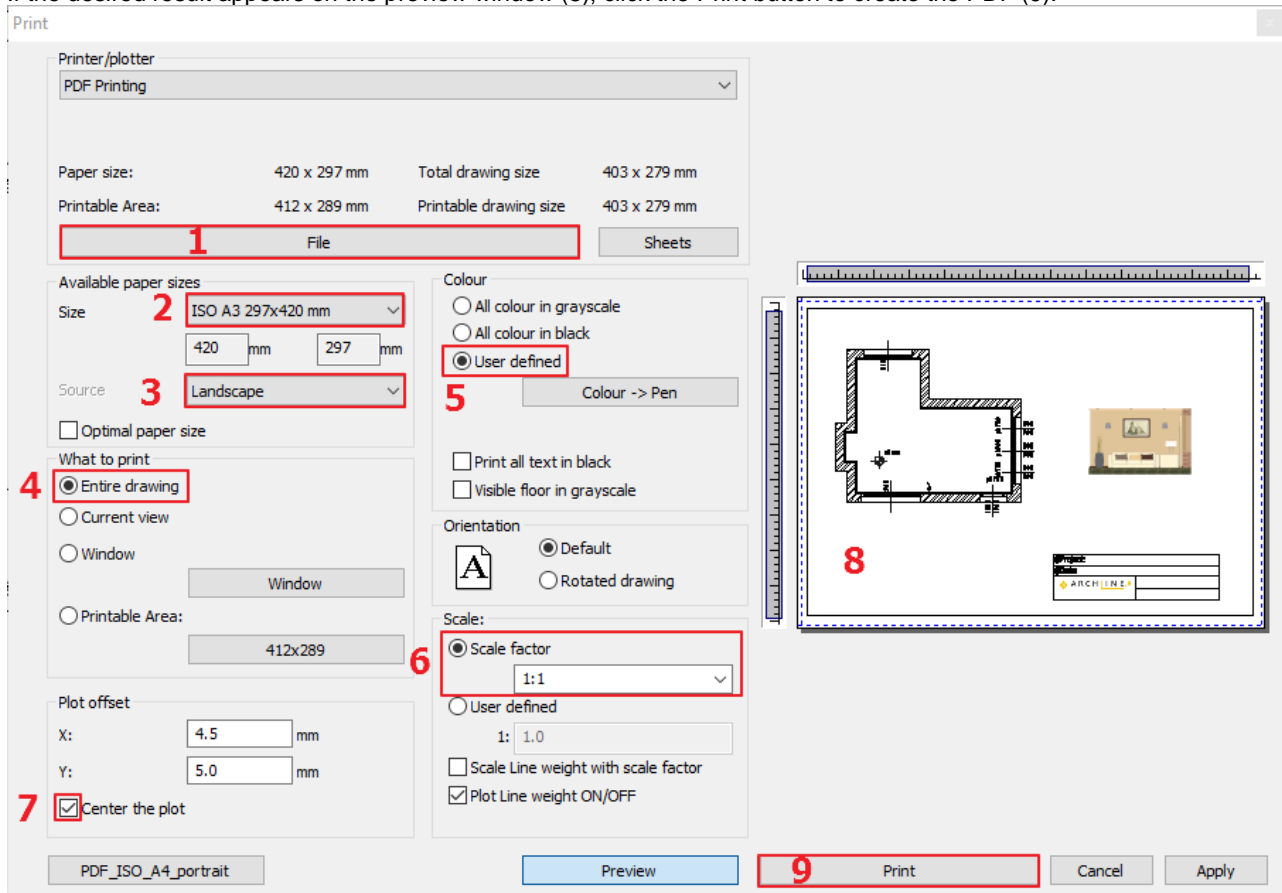 If the desired result appears on the preview window (8), click the Print button to create the PDF (9).
Print
Printer/plotter
PDF Printing
Paper size: 420 x 297 mm Total drawing size 403 x 279 mm
Printable Area: 412 x 289 mm Printable drawing size 403 x 279 mm
1 File Sheets
Available paper sizes
Size 2 ISO A3 297x420 mm
420 mm 297 mm
Source 3 Landscape
Optimal paper size
What to print
4 Entire drawing
Current view
Window
Window
Printable Area:
412x289
Plot offset
X: 4.5 mm
Y: 5.0 mm
7 Center the plot
Colour
All colour in grayscale
All colour in black
User defined
5 Colour -> Pen
Print all text in black
Visible floor in grayscale
Orientation
A
Default
Rotated drawing
Scale:
6 Scale factor
1:1
User defined
1: 1.0
Scale Line weight with scale factor
Plot Line weight ON/OFF
8
ARCHLINE
PDF_ISO_A4_portrait Preview 9 Print Cancel Apply